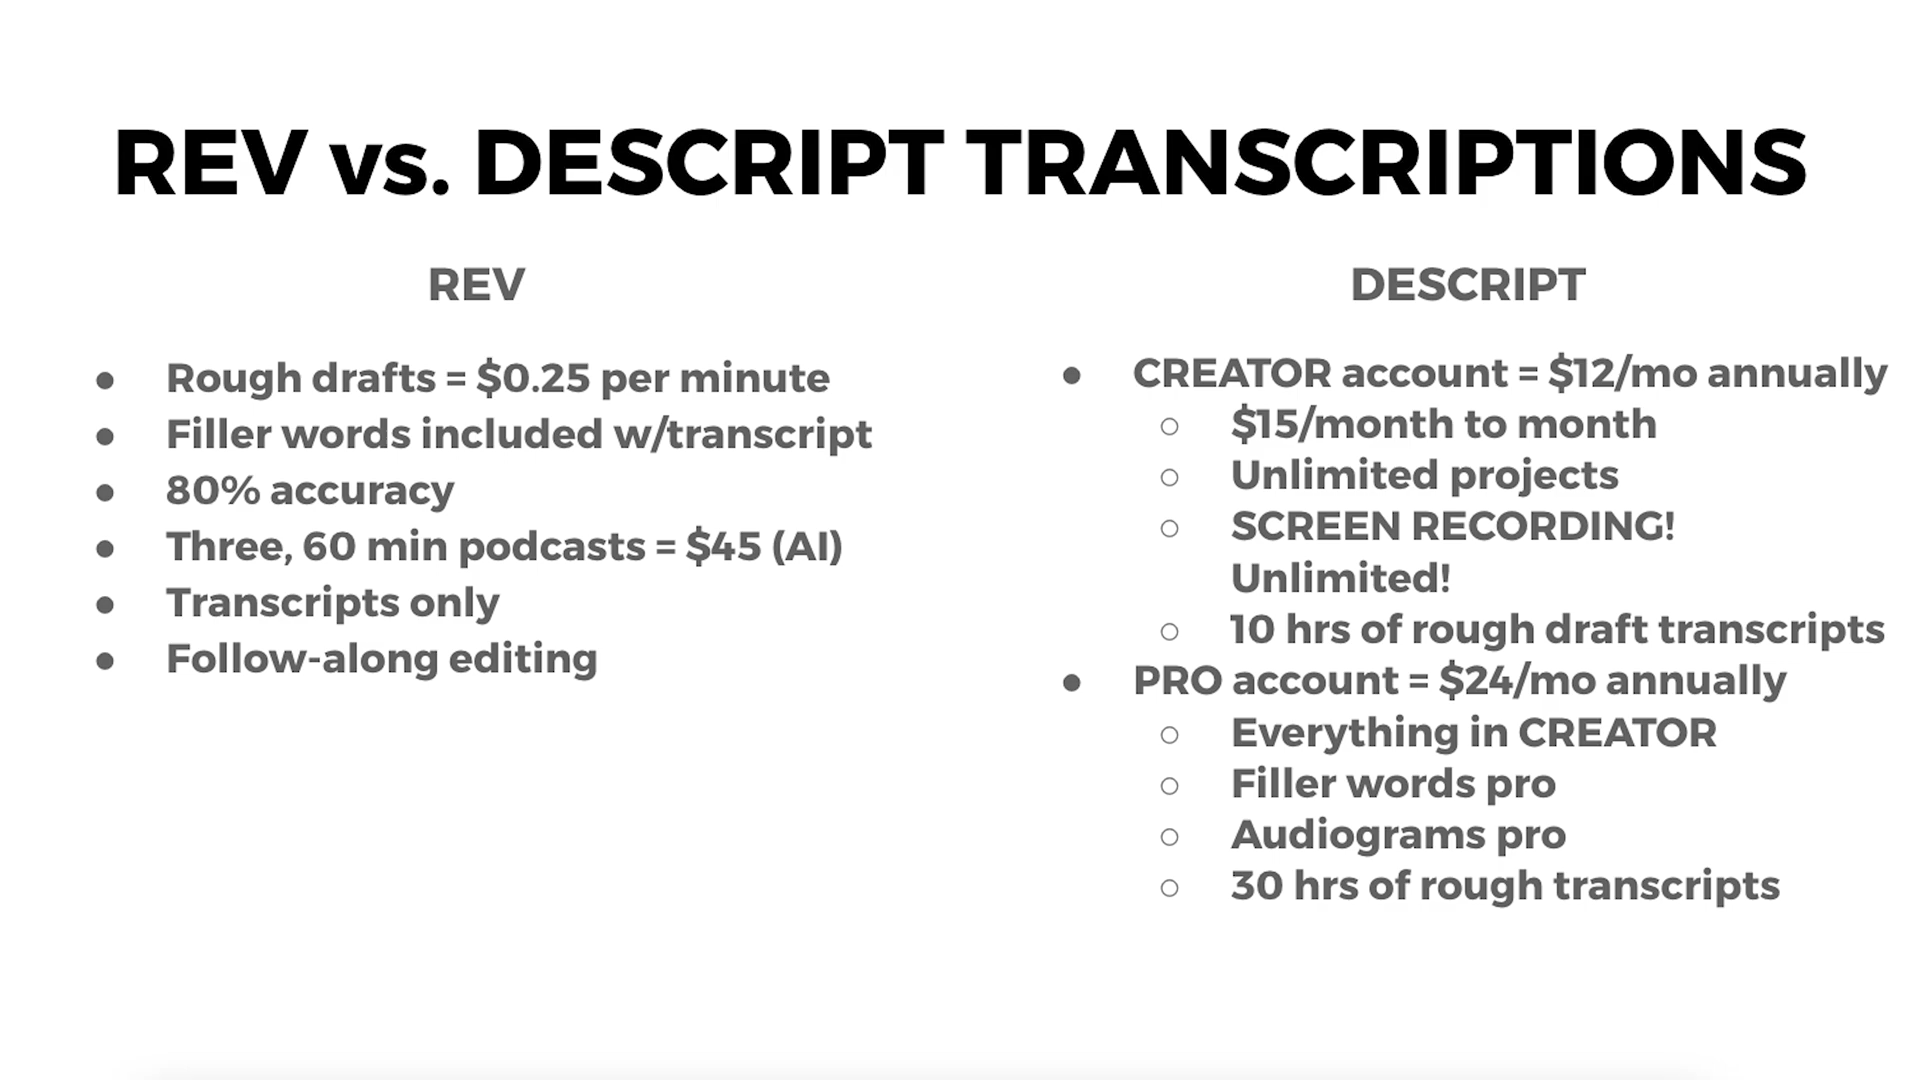 REV vs. DESCRIPT TRANSCRIPTIONS
REV
● Rough drafts = $0.25 per minute
● Filler words included w/transcript
● 80% accuracy
● Three, 60 min podcasts = $45 (AI)
● Transcripts only
● Follow-along editing
DESCRIPT
● CREATOR account = $12/mo annually
○ $15/month to month
○ Unlimited projects
○ SCREEN RECORDING!
Unlimited!
○ 10 hrs of rough draft transcripts
● PRO account = $24/mo annually
○ Everything in CREATOR
○ Filler words pro
○ Audiograms pro
○ 30 hrs of rough transcripts